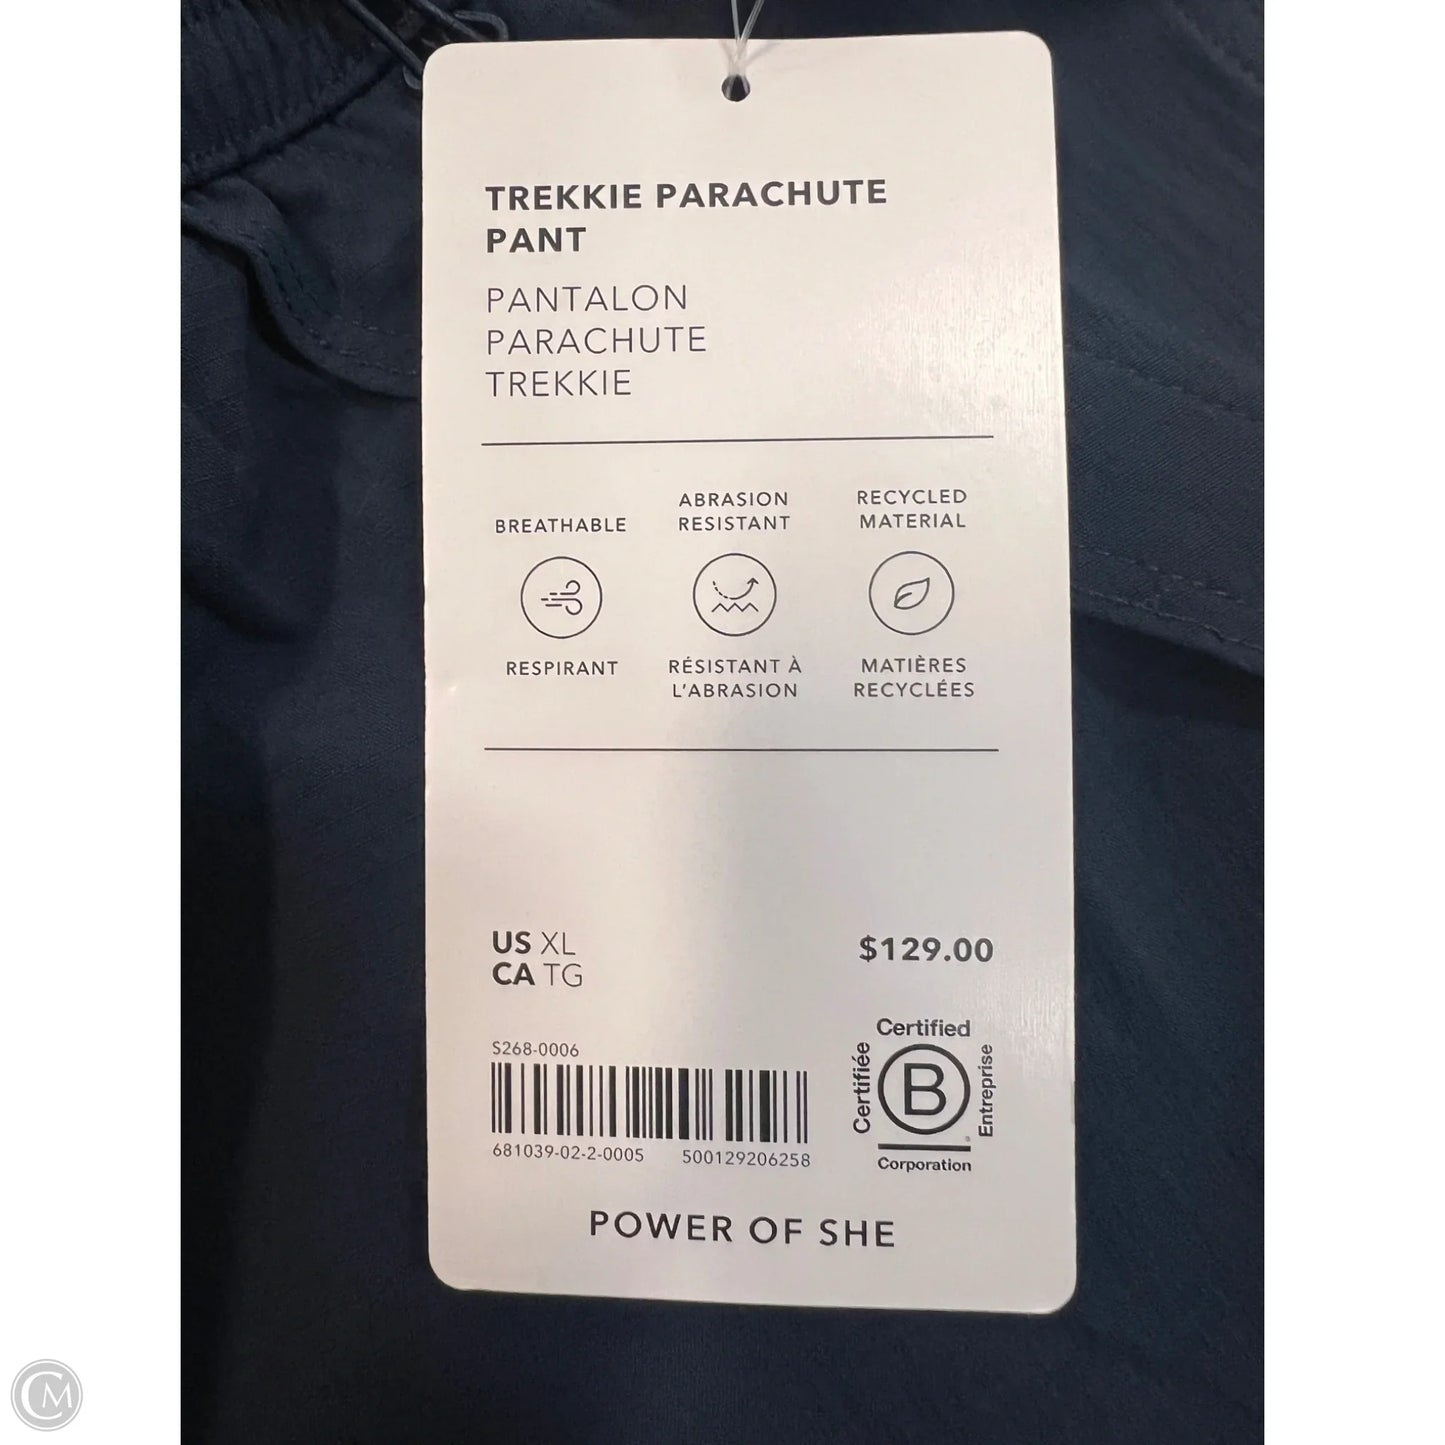 TREKKIE PARACHUTE
PANT
PANTALON
PARACHUTE
TREKKIE
BREATHABLE
RESPIRANT
ABRASION
RESISTANT
RÉSISTANT À
L'ABRASION
RECYCLED
MATERIAL
MATIÈRES
RECYCLÉES
US XL
CA TG
$129.00
S268-0006
681039-02-2-0005 500129206258
Certified
Certifiée
B
Entreprise
Corporation
POWER OF SHE
CM